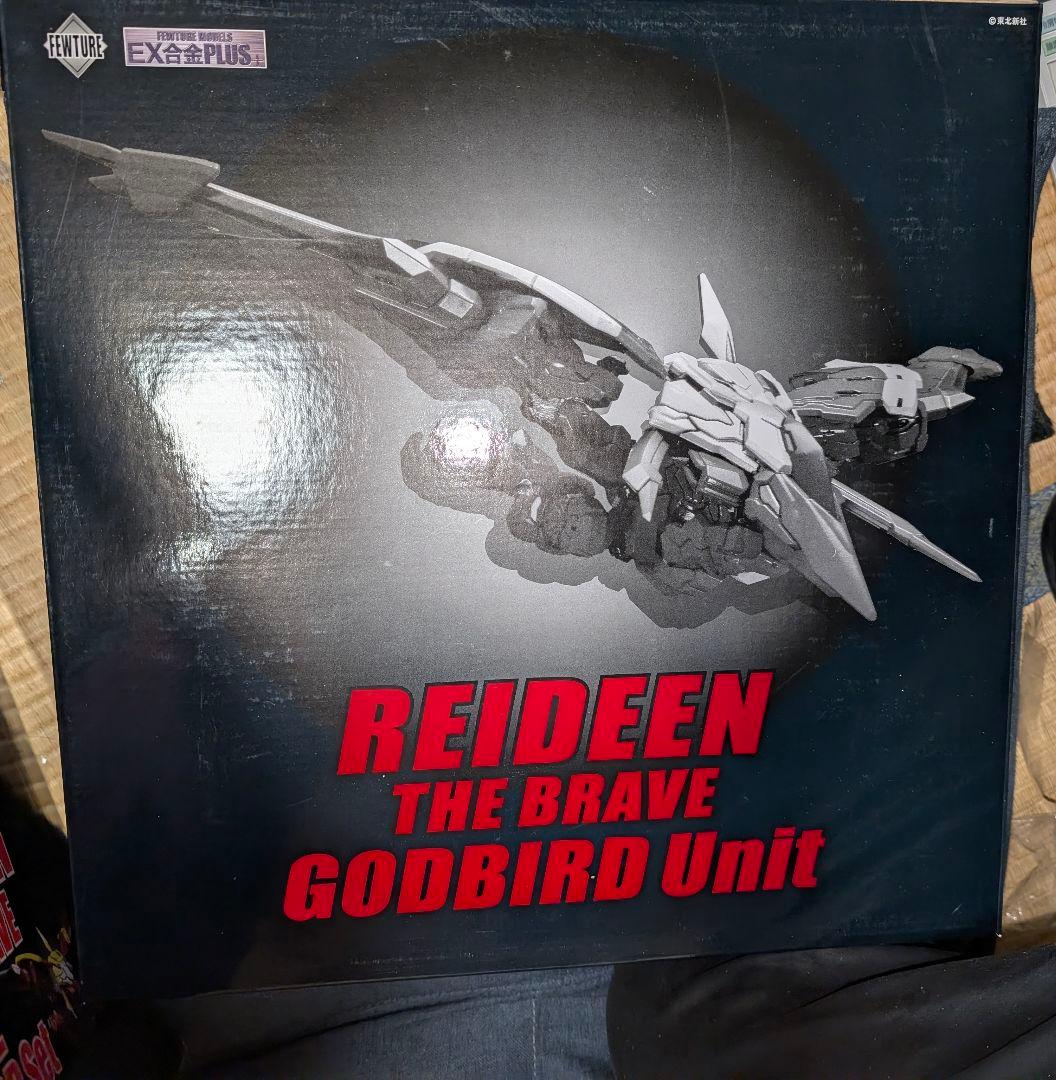 FEWTURE
FEWTURE MODELS
EX合金PLUS+
©東北新社
REIDEEN
THE BRAVE
GODBIRD Unit